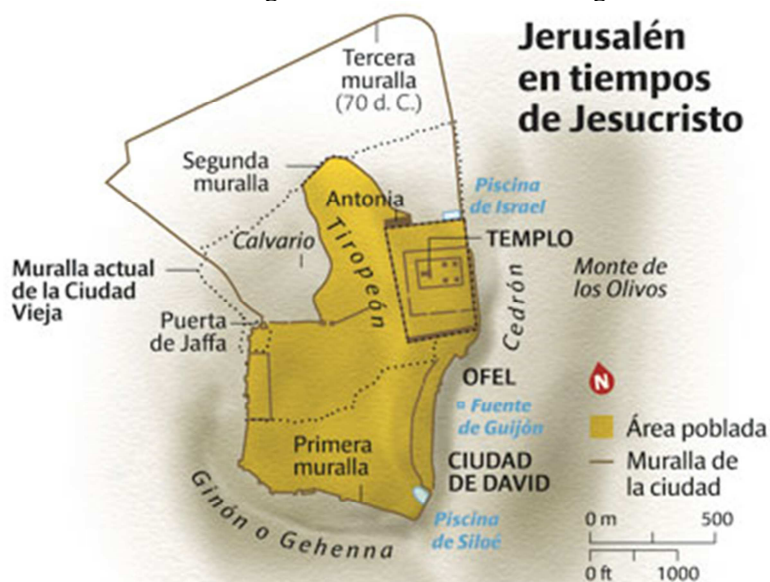 Jerusalén
en tiempos
de Jesucristo
Tercera
muralla
(70 d. C.)
Segunda
muralla
Antonia
Piscina
de Israel
Calvario
Tiropeón
TEMPLO
Cedrón
Monte de
los Olivos
Muralla actual
de la Ciudad
Vieja
Puerta
de Jaffa
OFEL
Fuente
de Guijón
Primera
muralla
CIUDAD
DE DAVID
Ginón o Gehenna
Piscina
de Siloé
N
Área poblada
Muralla de
la ciudad
0 m 500
0 ft 1000